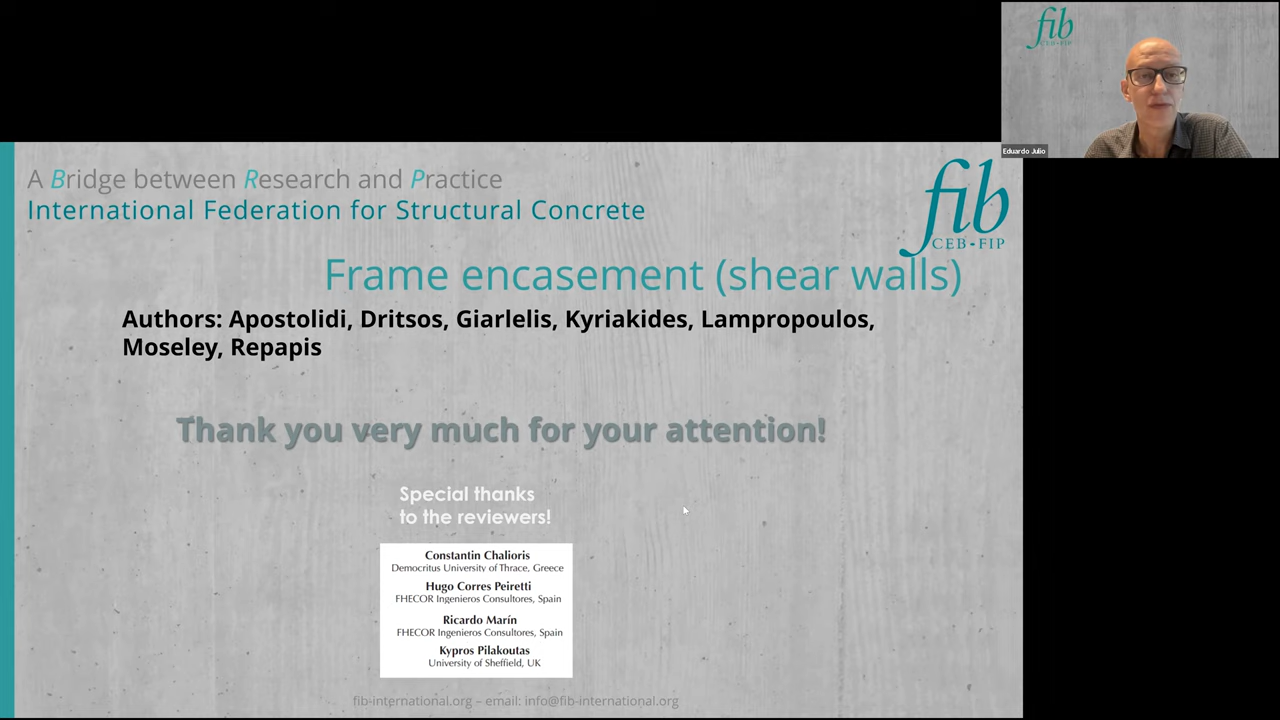 fib
CEB-FIP
Eduardo Julio
A Bridge between Research and Practice
International Federation for Structural Concrete
fib
CEB-FIP
Frame encasement (shear walls)
Authors: Apostolidi, Dritsos, Giarlelis, Kyriakides, Lampropoulos,
Moseley, Repapis
Thank you very much for your attention!
Special thanks
to the reviewers!
Constantin Chalioris
Democritus University of Thrace, Greece
Hugo Corres Peiretti
FHECOR Ingenieros Consultores, Spain
Ricardo Marín
FHECOR Ingenieros Consultores, Spain
Kypros Pilakoutas
University of Sheffield, UK
fib-international.org – email: info@fib-international.org